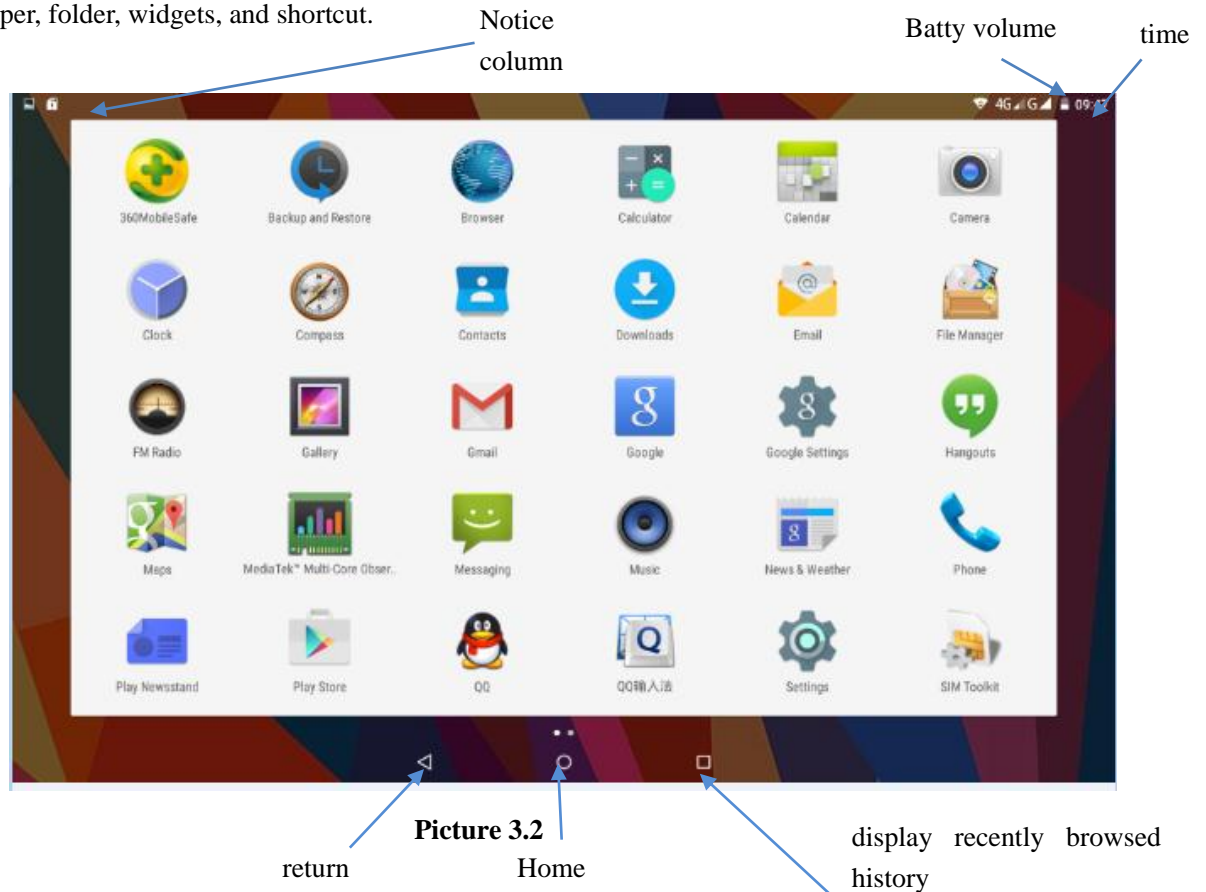 per, folder, widgets, and shortcut.
Notice
column
Batty volume
time
4G G
360MobileSafe Backup and Restore Browser Calculator Calendar Camera
Clock Compass Contacts Downloads Email File Manager
FM Radio Gallery Gmail Google Google Settings Hangouts
Maps MediaTek™ Multi-Core Obser.. Messaging Music News & Weather Phone
Play Newsstand Play Store QQ QQ输入法 Settings SIM Toolkit
Picture 3.2
return
Home
display recently browsed
history